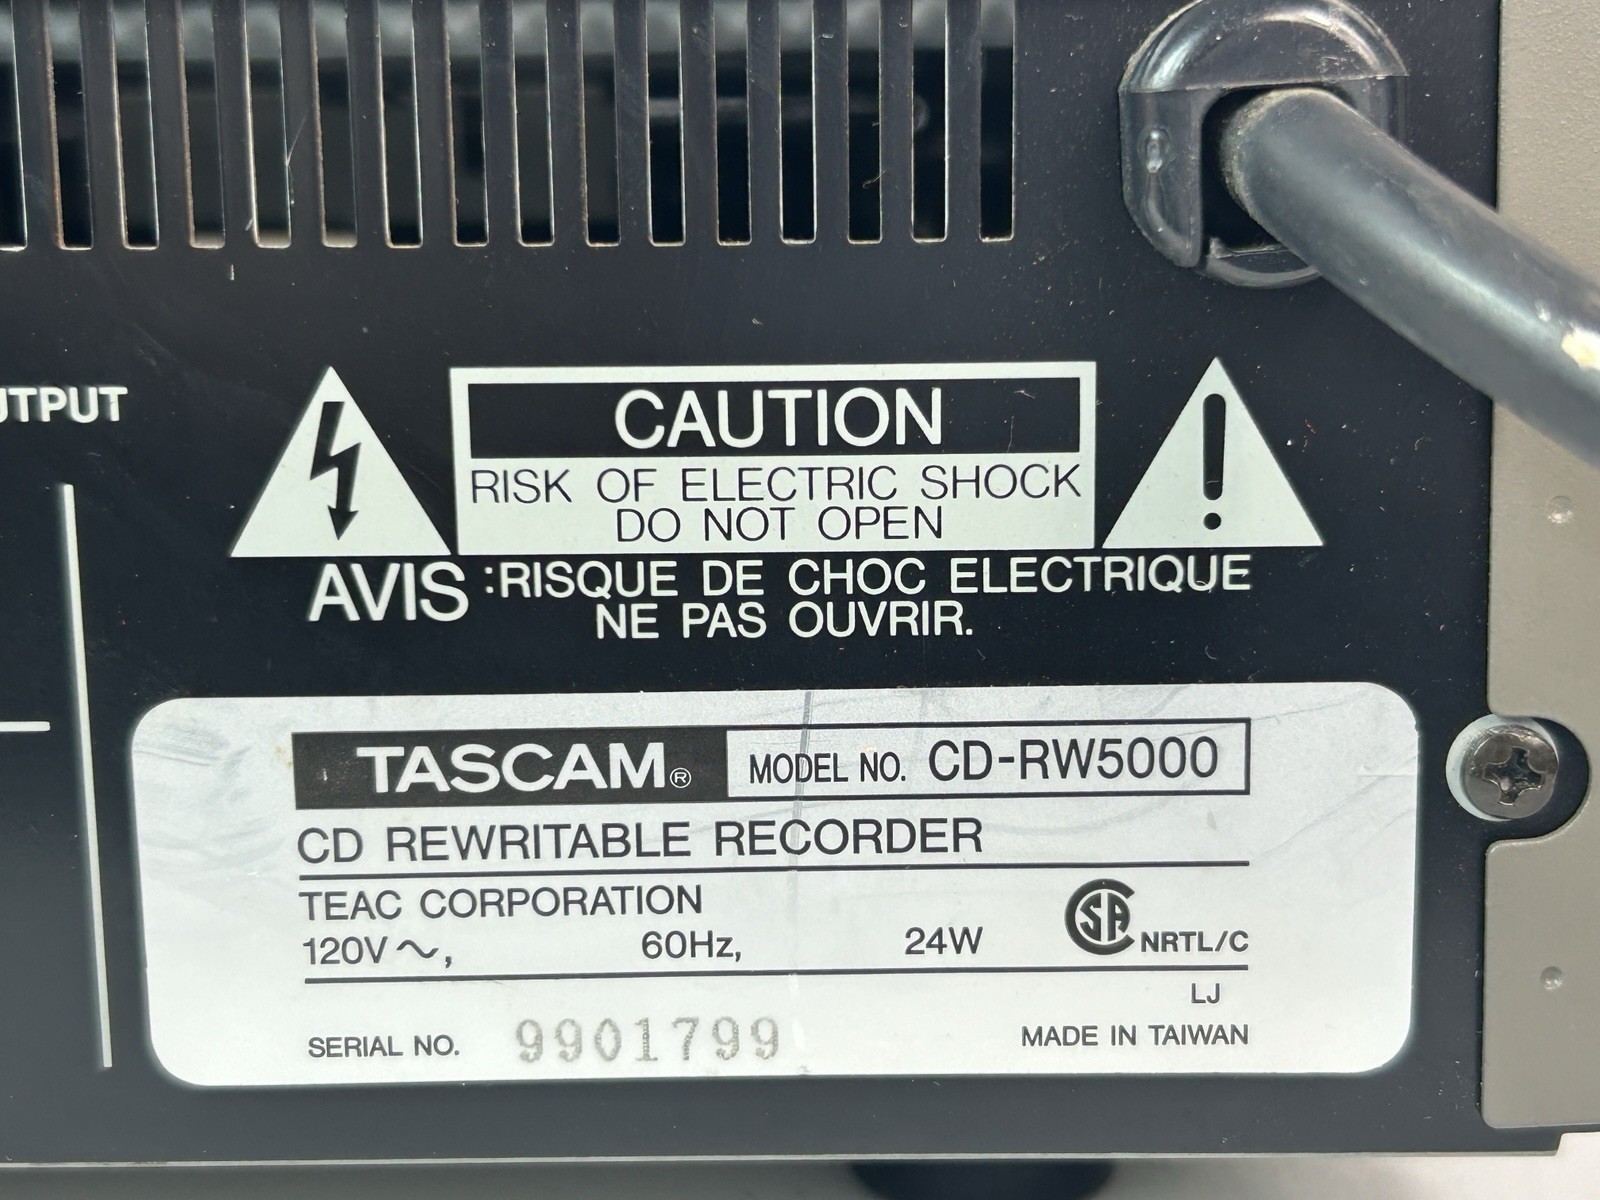 UTPUT
CAUTION
RISK OF ELECTRIC SHOCK
DO NOT OPEN
AVIS :RISQUE DE CHOC ELECTRIQUE
NE PAS OUVRIR.
TASCAM® MODEL NO. CD-RW5000
CD REWRITABLE RECORDER
TEAC CORPORATION
120V～, 60Hz, 24W SA NRTL/C
LJ
SERIAL NO. 9901799 MADE IN TAIWAN